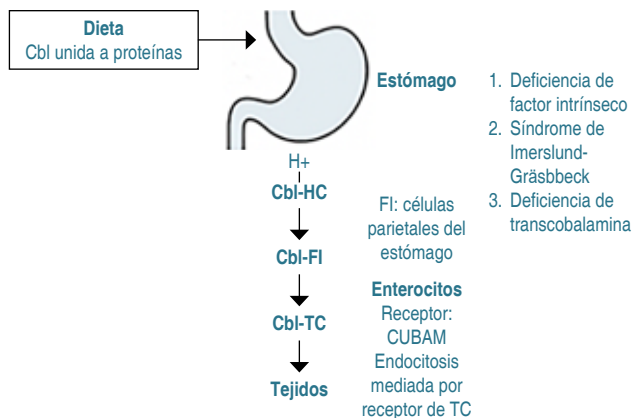 Dieta
Cbl unida a proteínas
Estómago
1. Deficiencia de
factor intrínseco
2. Síndrome de
Imerslund-
Gräsbbeck
3. Deficiencia de
transcobalamina
H+
Cbl-HC
FI: células
parietales del
estómago
Cbl-FI
Enterocitos
Receptor:
CUBAM
Endocitosis
mediada por
receptor de TC
Cbl-TC
Tejidos